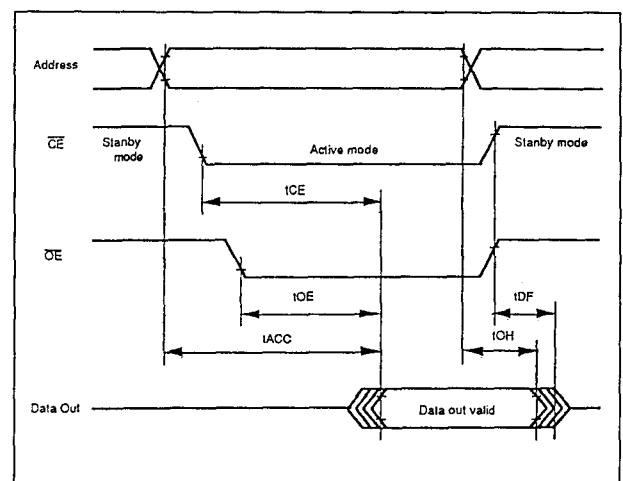 Address
CE
Stanby mode
Active mode
Stanby mode
tCE
OE
tOE
tDF
tACC
tOH
Data Out
Data out valid